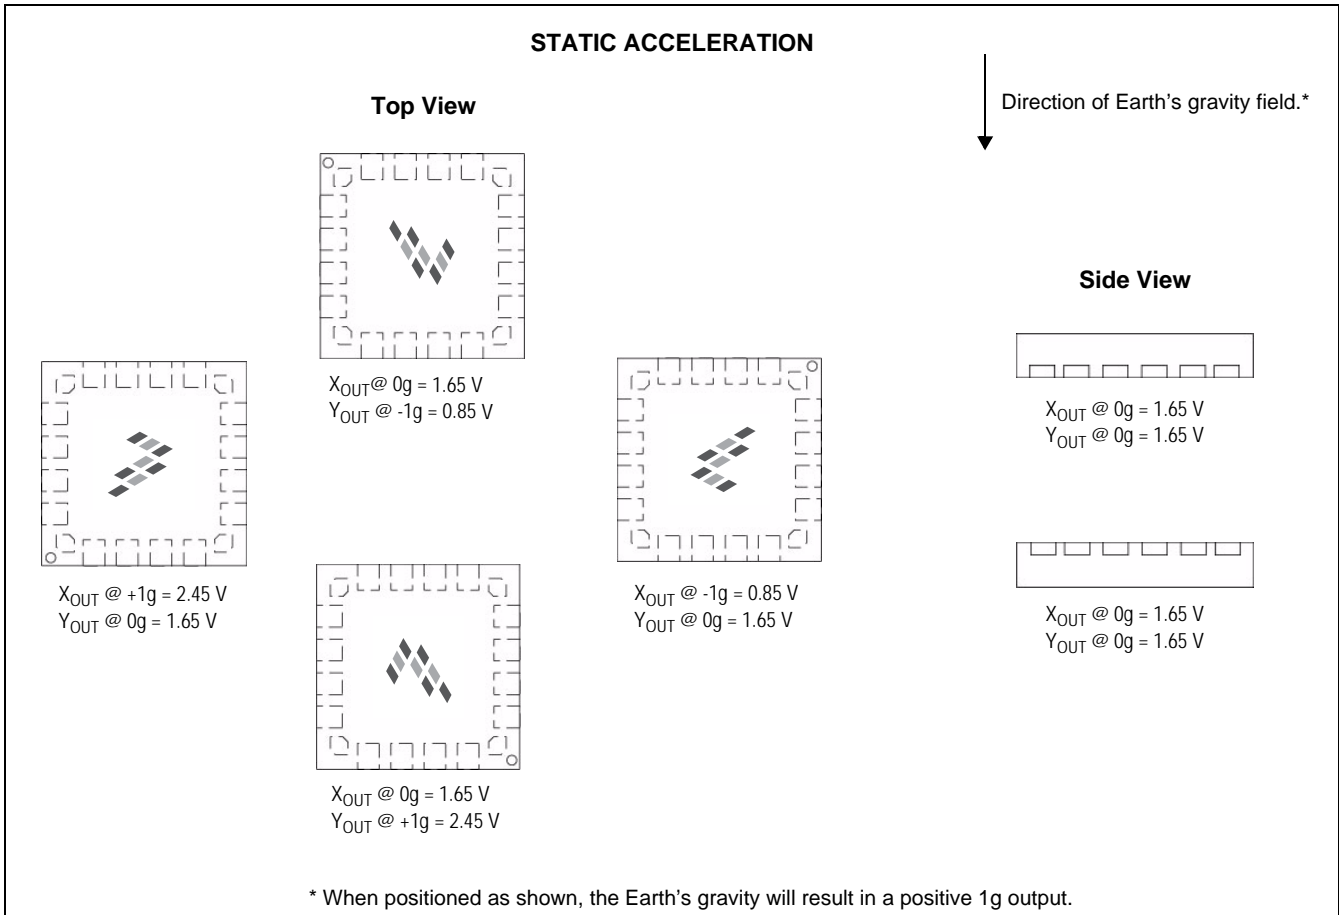 STATIC ACCELERATION
Direction of Earth's gravity field.*
Top View
X_OUT@ 0g = 1.65 V
Y_OUT @ -1g = 0.85 V
Side View
X_OUT @ +1g = 2.45 V
Y_OUT @ 0g = 1.65 V
X_OUT @ -1g = 0.85 V
Y_OUT @ 0g = 1.65 V
X_OUT @ 0g = 1.65 V
Y_OUT @ 0g = 1.65 V
X_OUT @ 0g = 1.65 V
Y_OUT @ +1g = 2.45 V
X_OUT @ 0g = 1.65 V
Y_OUT @ 0g = 1.65 V
* When positioned as shown, the Earth's gravity will result in a positive 1g output.